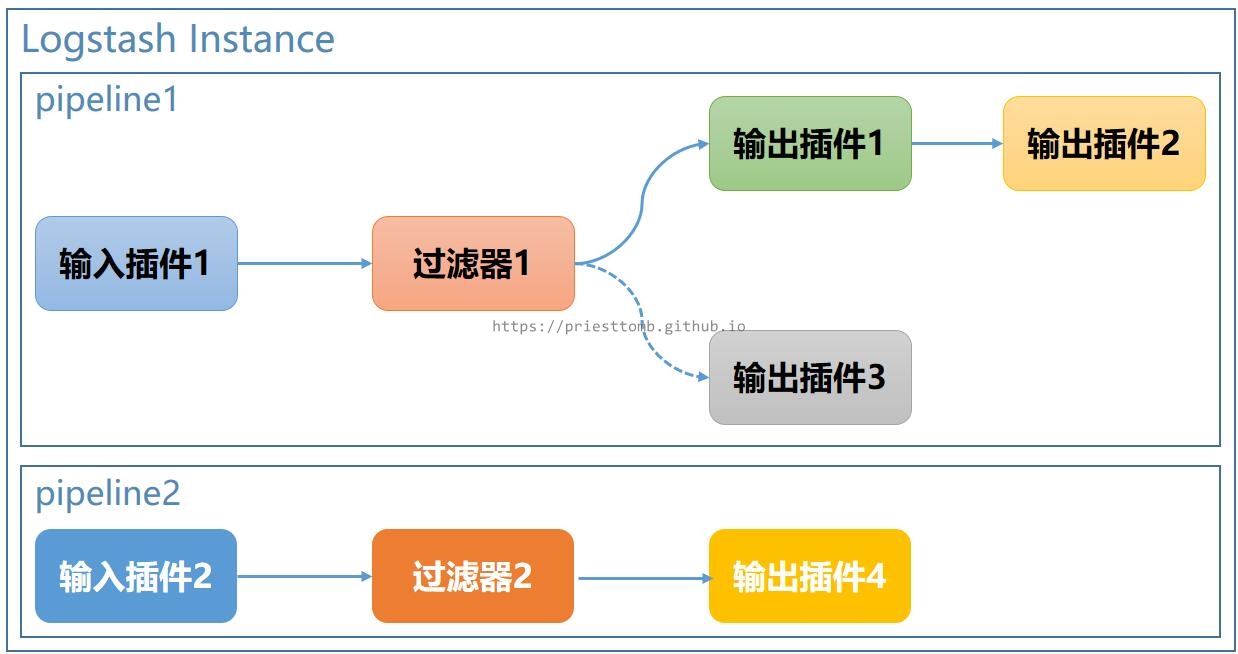 Logstash Instance
pipeline1
输出插件1
输出插件2
输入插件1
过滤器1
https://priesttomb.github.io
输出插件3
pipeline2
输入插件2
过滤器2
输出插件4